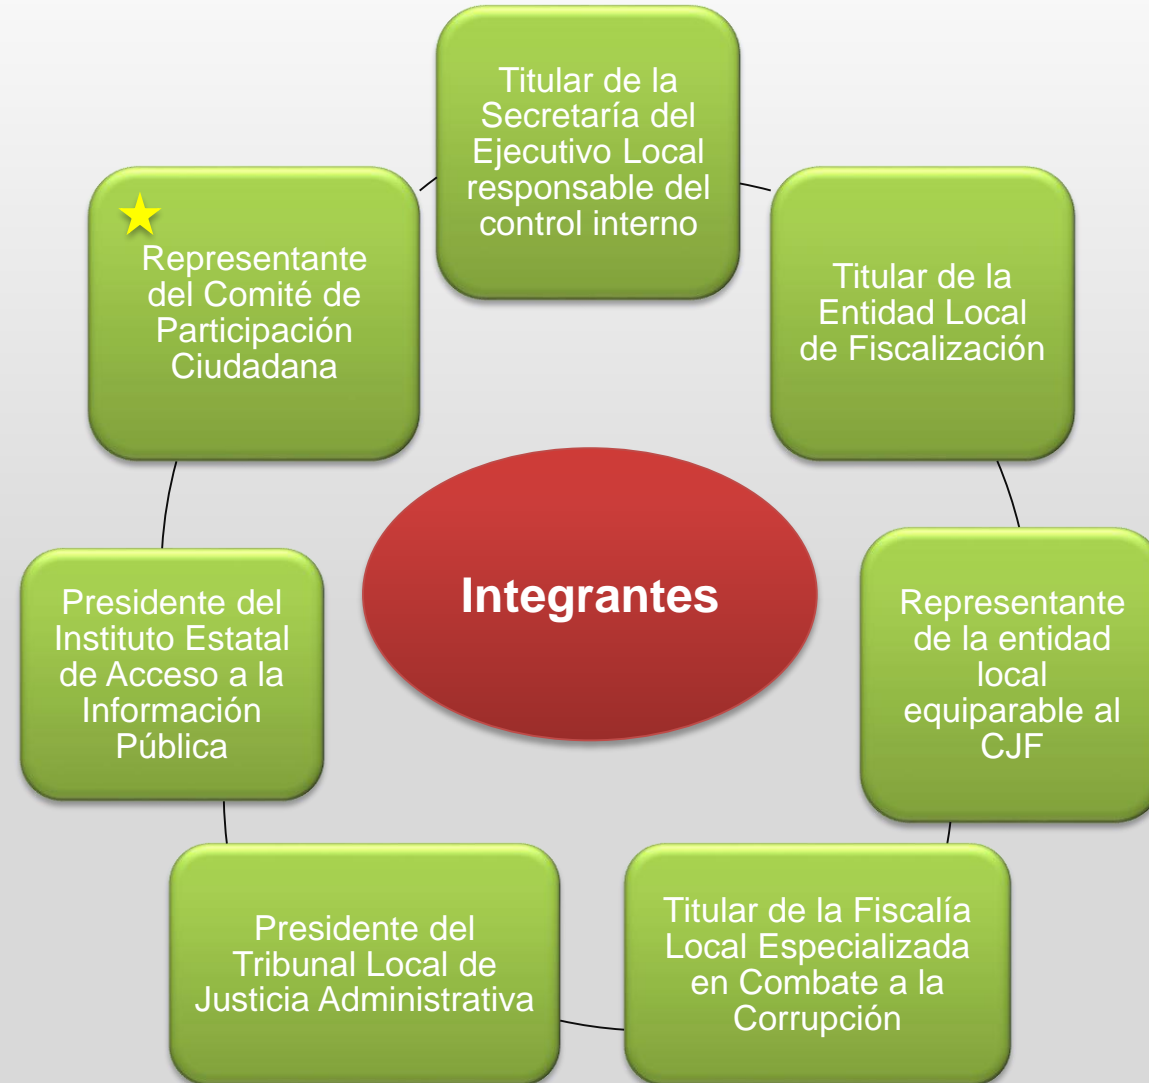 Titular de la
Secretaría del
Ejecutivo Local
responsable del
control interno
Representante
del Comité de
Participación
Ciudadana
Titular de la
Entidad Local
de Fiscalización
Integrantes
Presidente del
Instituto Estatal
de Acceso a la
Información
Pública
Representante
de la entidad
local
equiparable al
CJF
Presidente del
Tribunal Local de
Justicia Administrativa
Titular de la Fiscalía
Local Especializada
en Combate a la
Corrupción